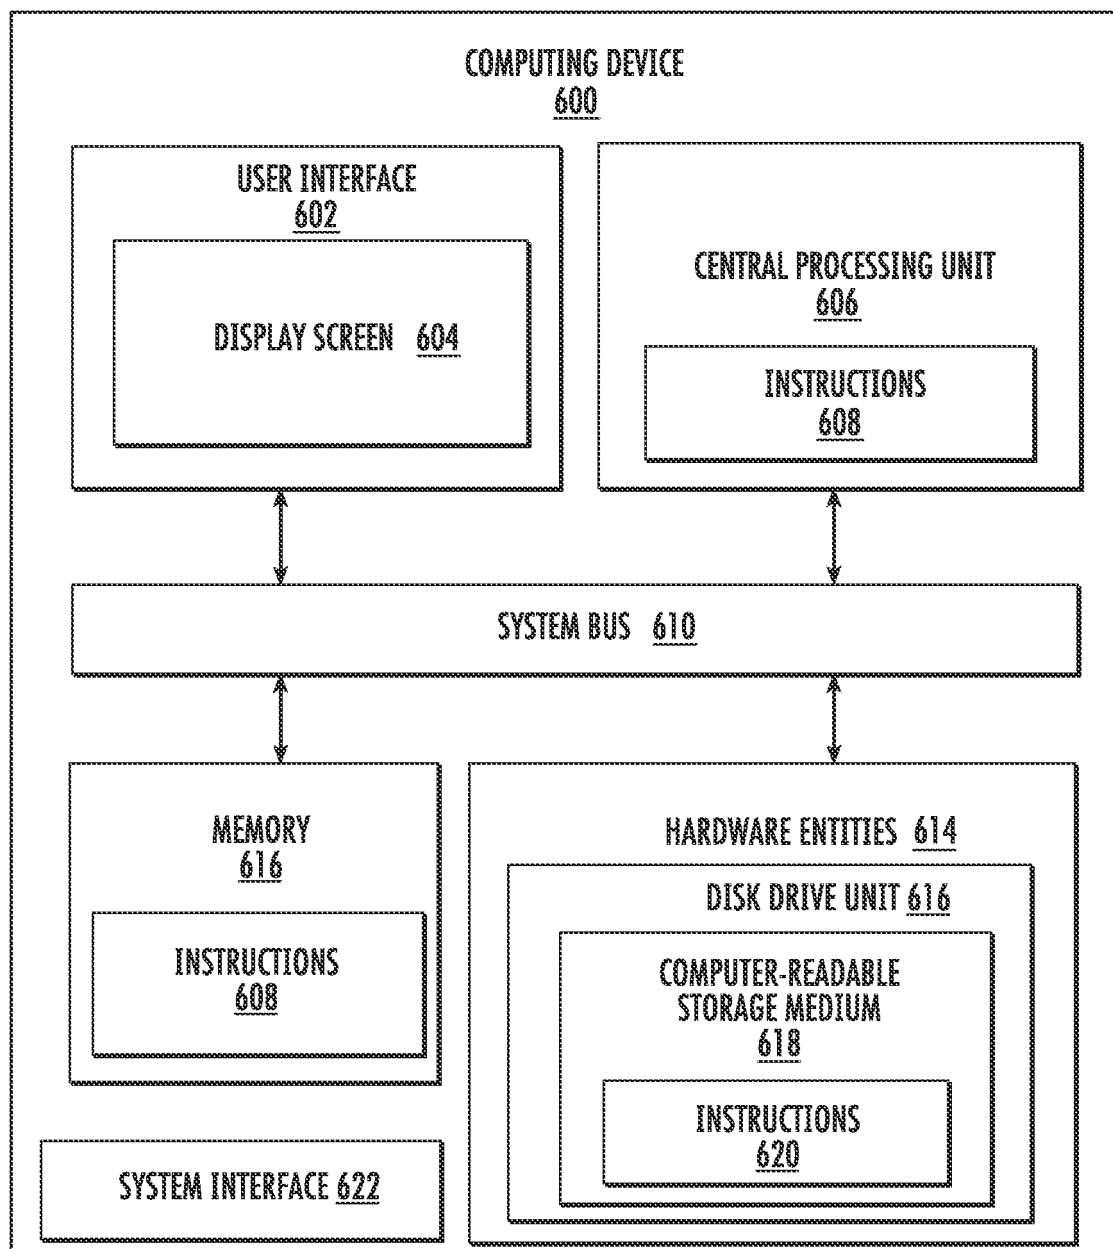 COMPUTING DEVICE
600
USER INTERFACE
602
DISPLAY SCREEN 604
CENTRAL PROCESSING UNIT
606
INSTRUCTIONS
608
SYSTEM BUS 610
MEMORY
616
INSTRUCTIONS
608
HARDWARE ENTITIES 614
DISK DRIVE UNIT 616
COMPUTER-READABLE
STORAGE MEDIUM
618
INSTRUCTIONS
620
SYSTEM INTERFACE 622